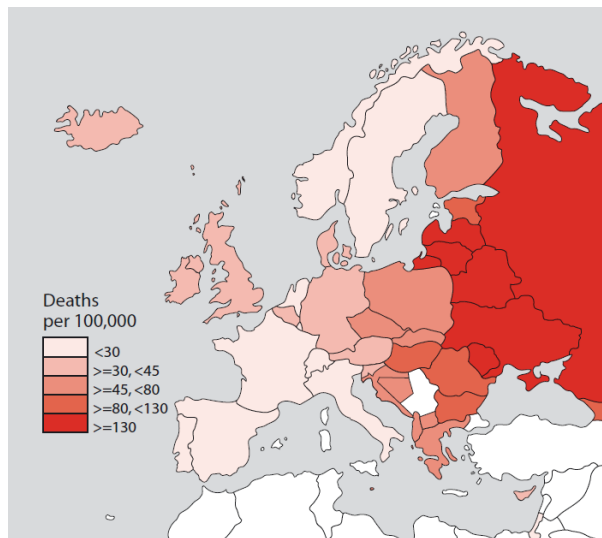 Deaths
per 100,000
<30
>=30, <45
>=45, <80
>=80, <130
>=130